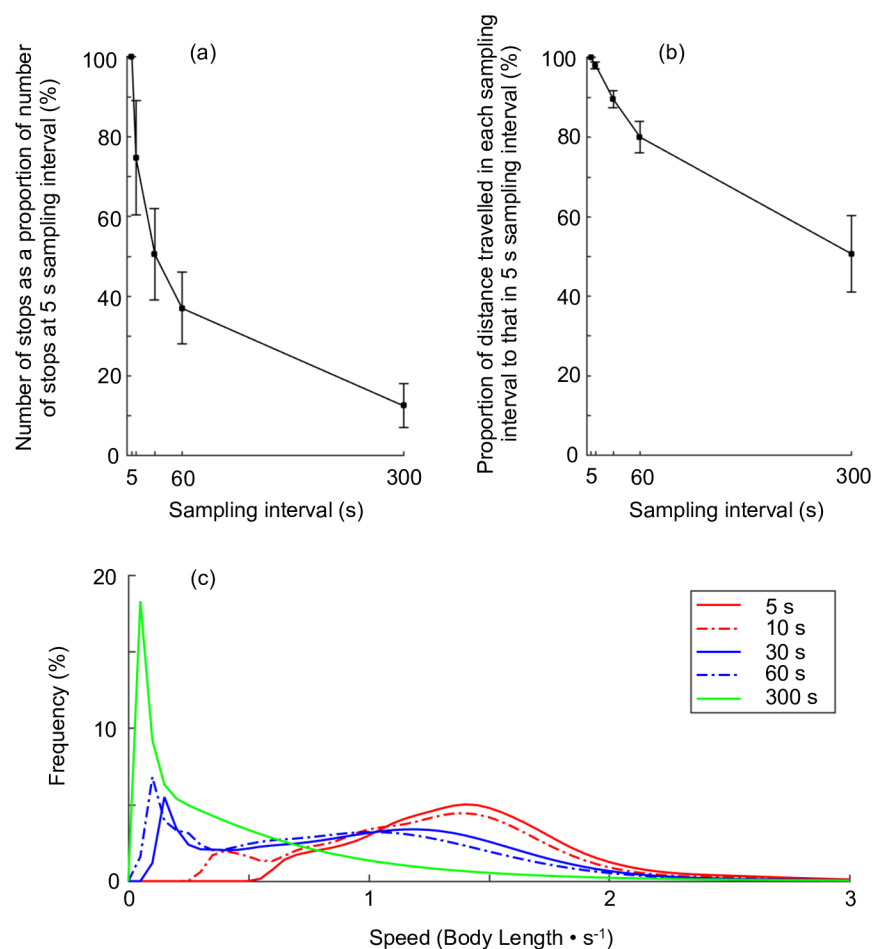 (a)
Number of stops as a proportion of number
of stops at 5 s sampling interval (%)
100
80
60
40
20
0
5
60
300
Sampling interval (s)
(b)
Proportion of distance travelled in each sampling
interval to that in 5 s sampling interval (%)
100
80
60
40
20
0
5
60
300
Sampling interval (s)
(c)
Frequency (%)
20
10
0
0
1
2
3
Speed (Body Length • s⁻¹)
5 s
10 s
30 s
60 s
300 s